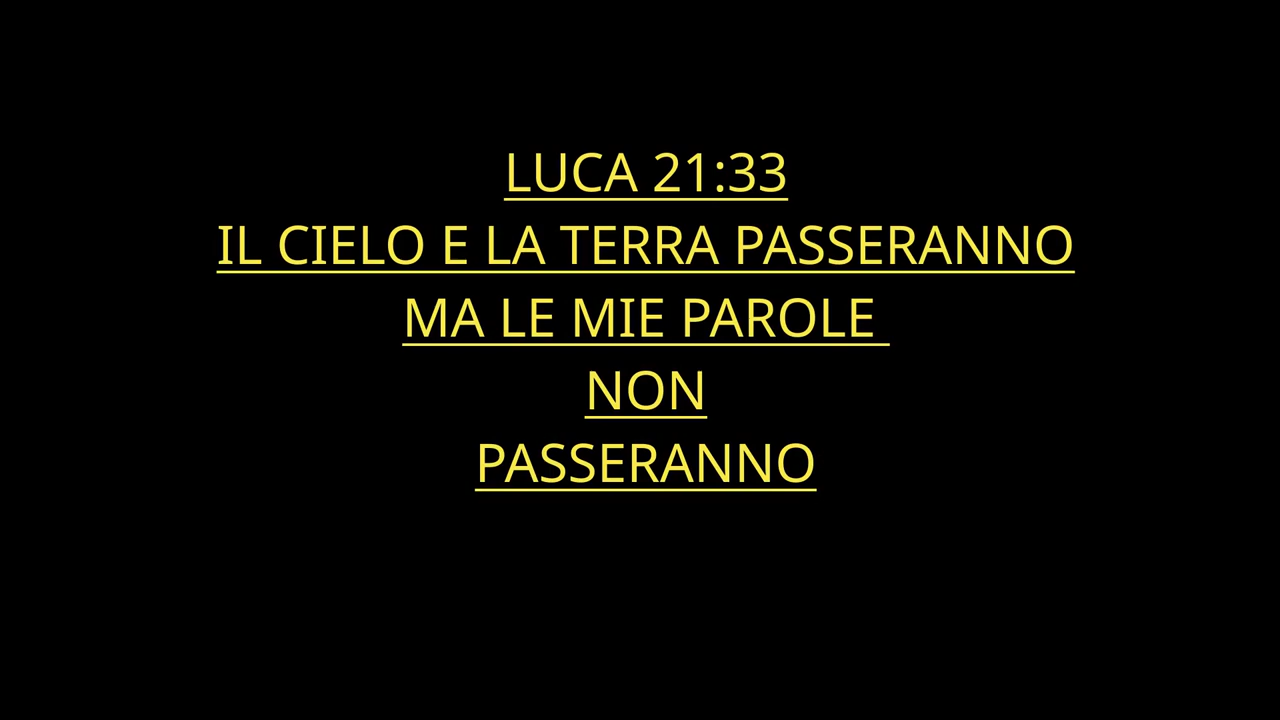 LUCA 21:33
IL CIELO E LA TERRA PASSERANNO
MA LE MIE PAROLE
NON
PASSERANNO